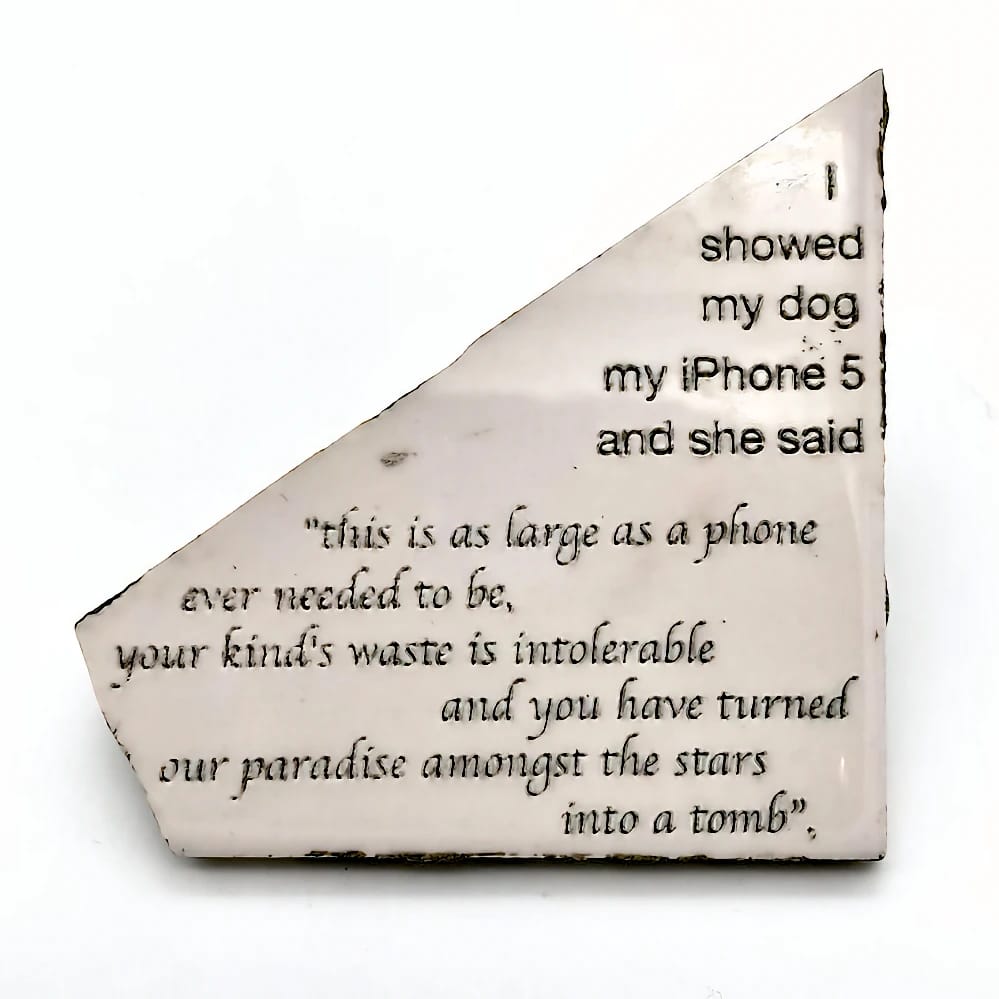 I
showed
my dog
my iPhone 5
and she said
"this is as large as a phone
ever needed to be,
your kind's waste is intolerable
and you have turned
our paradise amongst the stars
into a tomb".